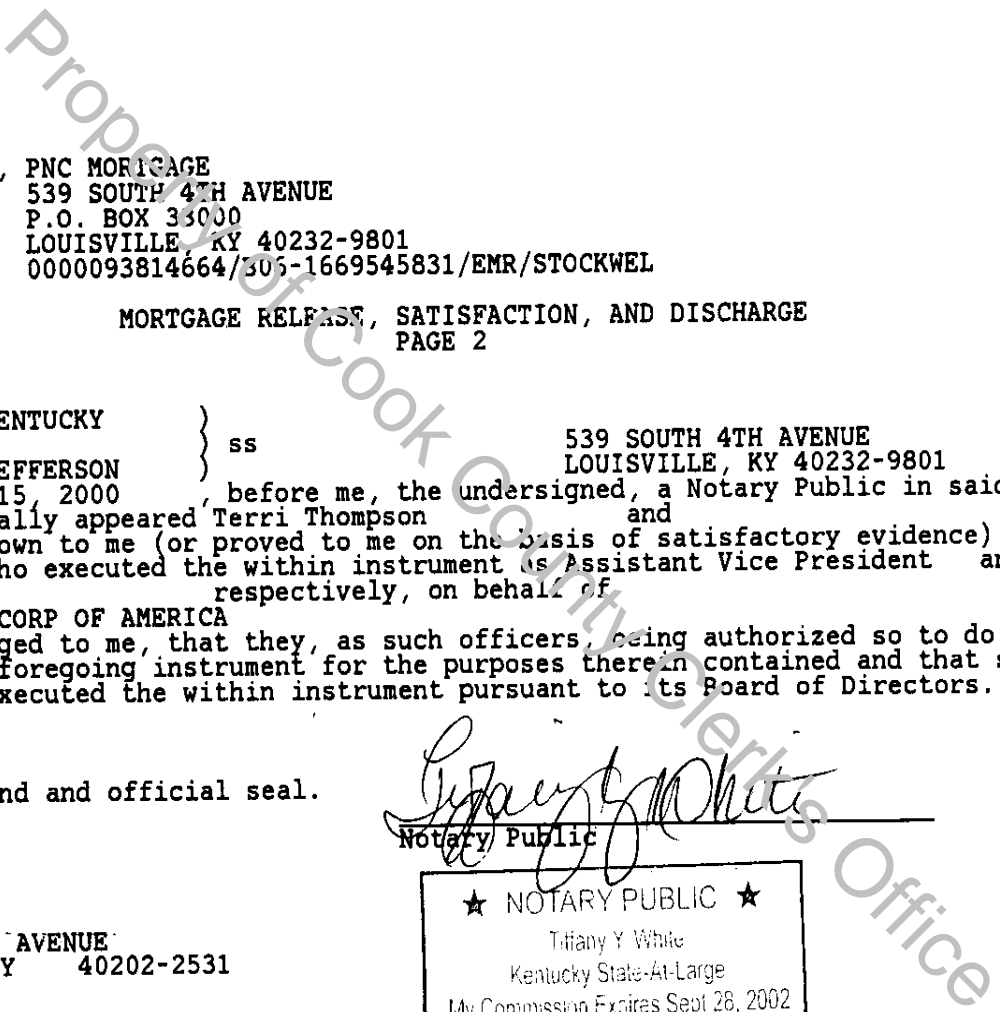 , PNC MORTGAGE
539 SOUTH 4TH AVENUE
P.O. BOX 33000
LOUISVILLE, KY 40232-9801
0000093814664/306-1669545831/EMR/STOCKWEL
MORTGAGE RELEASE, SATISFACTION, AND DISCHARGE
PAGE 2
ENTUCKY )
) ss 539 SOUTH 4TH AVENUE
EFFERSON ) LOUISVILLE, KY 40232-9801
15, 2000 , before me, the undersigned, a Notary Public in said
ally appeared Terri Thompson and
own to me (or proved to me on the basis of satisfactory evidence)
ho executed the within instrument as Assistant Vice President an
respectively, on behalf of
CORP OF AMERICA
ged to me, that they, as such officers, being authorized so to do
foregoing instrument for the purposes therein contained and that s
xecuted the within instrument pursuant to its Board of Directors.
nd and official seal.
Tiffany Y White
Notary Public
★ NOTARY PUBLIC ★
Tiffany Y. White
Kentucky State-At-Large
My Commission Expires Sept 28, 2002
AVENUE
Y 40202-2531
Property of Cook County Clerk's Office